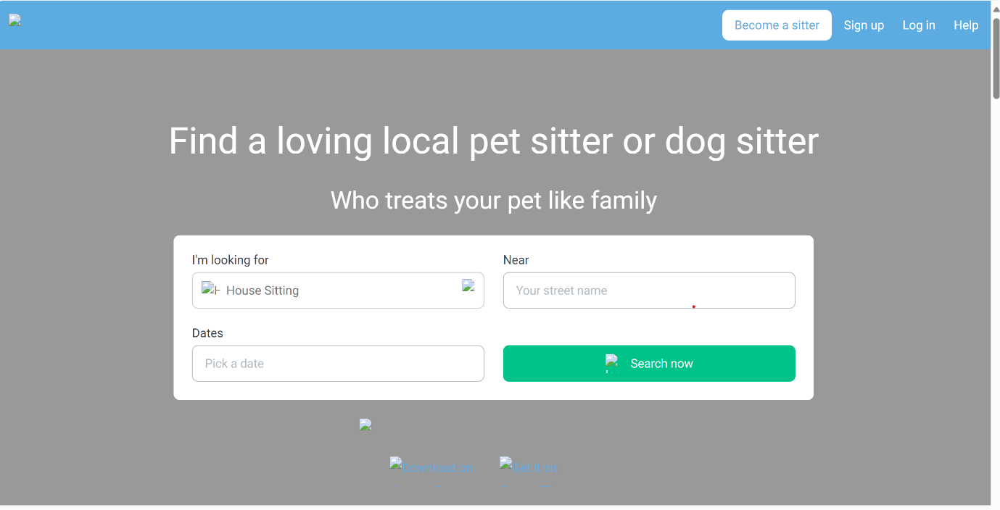 Become a sitter Sign up Log in Help
Find a loving local pet sitter or dog sitter
Who treats your pet like family
I'm looking for
House Sitting
Near
Your street name
Dates
Pick a date
Search now
Download on
Get it on